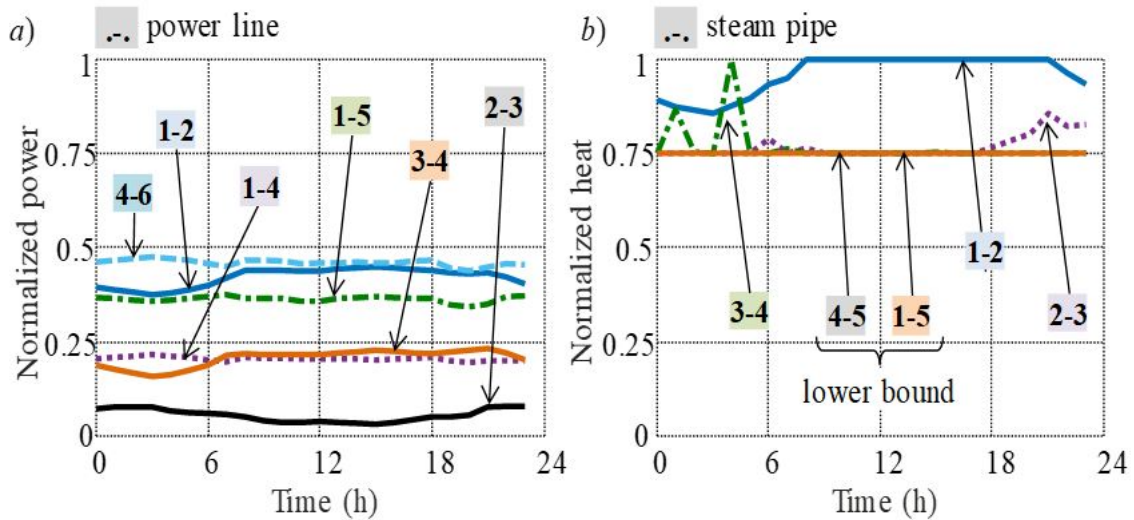 a) .-. power line
1
0.75
0.5
0.25
0
Normalized power
4-6
1-2
1-4
1-5
3-4
2-3
0 6 12 18 24
Time (h)
b) .-. steam pipe
1
0.75
0.5
0.25
0
Normalized heat
3-4
4-5
1-5
1-2
2-3
lower bound
0 6 12 18 24
Time (h)